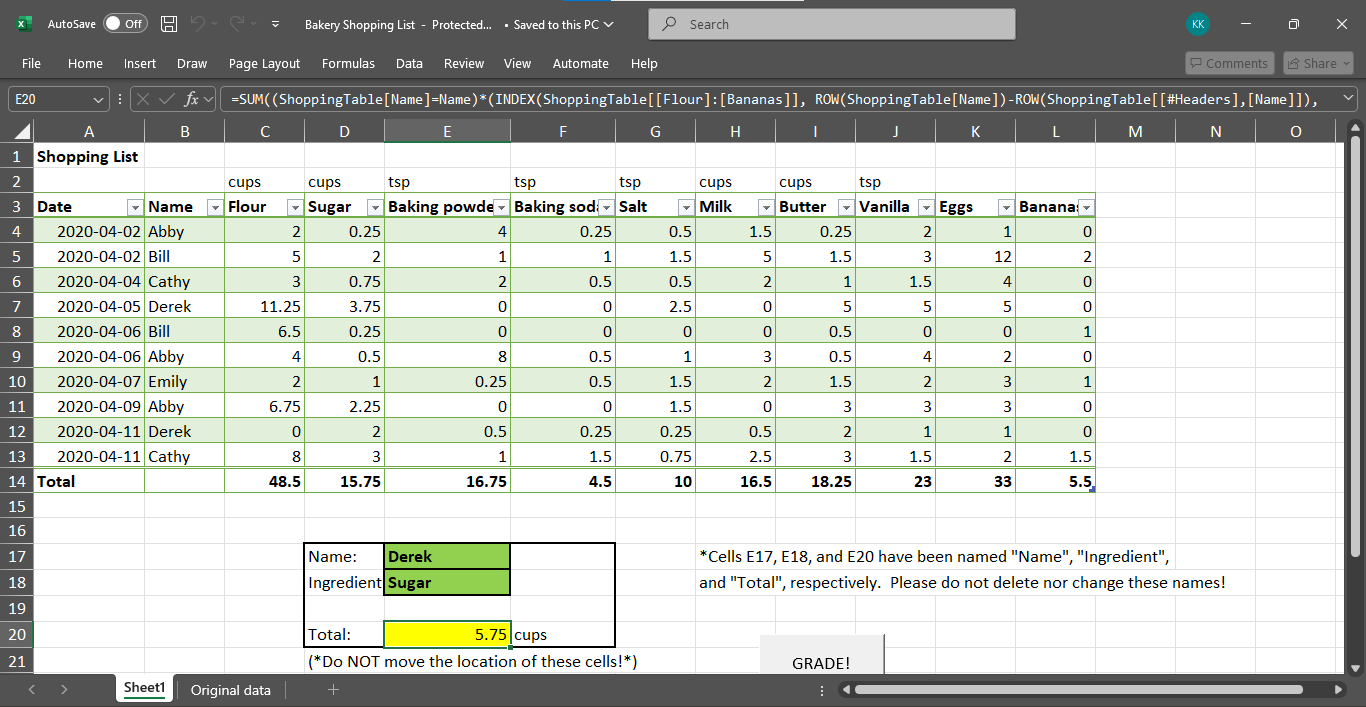 AutoSave Off Bakery Shopping List - Protected... • Saved to this PC Search KK
File Home Insert Draw Page Layout Formulas Data Review View Automate Help Comments Share
E20 fx =SUM((ShoppingTable[Name]=Name)*(INDEX(ShoppingTable[[Flour]:[Bananas]], ROW(ShoppingTable[Name])-ROW(ShoppingTable[[#Headers],[Name]]),
A B C D E F G H I J K L M N O
1 Shopping List
2 cups cups tsp tsp tsp cups cups tsp
3 Date Name Flour Sugar Baking powde Baking soda Salt Milk Butter Vanilla Eggs Bananas
4 2020-04-02 Abby 2 0.25 4 0.25 0.5 1.5 0.25 2 1 0
5 2020-04-02 Bill 5 2 1 1 1.5 5 1.5 3 12 2
6 2020-04-04 Cathy 3 0.75 2 0.5 0.5 2 1 1.5 4 0
7 2020-04-05 Derek 11.25 3.75 0 0 2.5 0 5 5 5 0
8 2020-04-06 Bill 6.5 0.25 0 0 0 0 0.5 0 0 1
9 2020-04-06 Abby 4 0.5 8 0.5 1 3 0.5 4 2 0
10 2020-04-07 Emily 2 1 0.25 0.5 1.5 2 1.5 2 3 1
11 2020-04-09 Abby 6.75 2.25 0 0 1.5 0 3 3 3 0
12 2020-04-11 Derek 0 2 0.5 0.25 0.25 0.5 2 1 1 0
13 2020-04-11 Cathy 8 3 1 1.5 0.75 2.5 3 1.5 2 1.5
14 Total 48.5 15.75 16.75 4.5 10 16.5 18.25 23 33 5.5
15
16
17 Name: Derek *Cells E17, E18, and E20 have been named "Name", "Ingredient",
18 Ingredient Sugar and "Total", respectively. Please do not delete nor change these names!
19
20 Total: 5.75 cups
21 (*Do NOT move the location of these cells!*) GRADE!
Sheet1 Original data